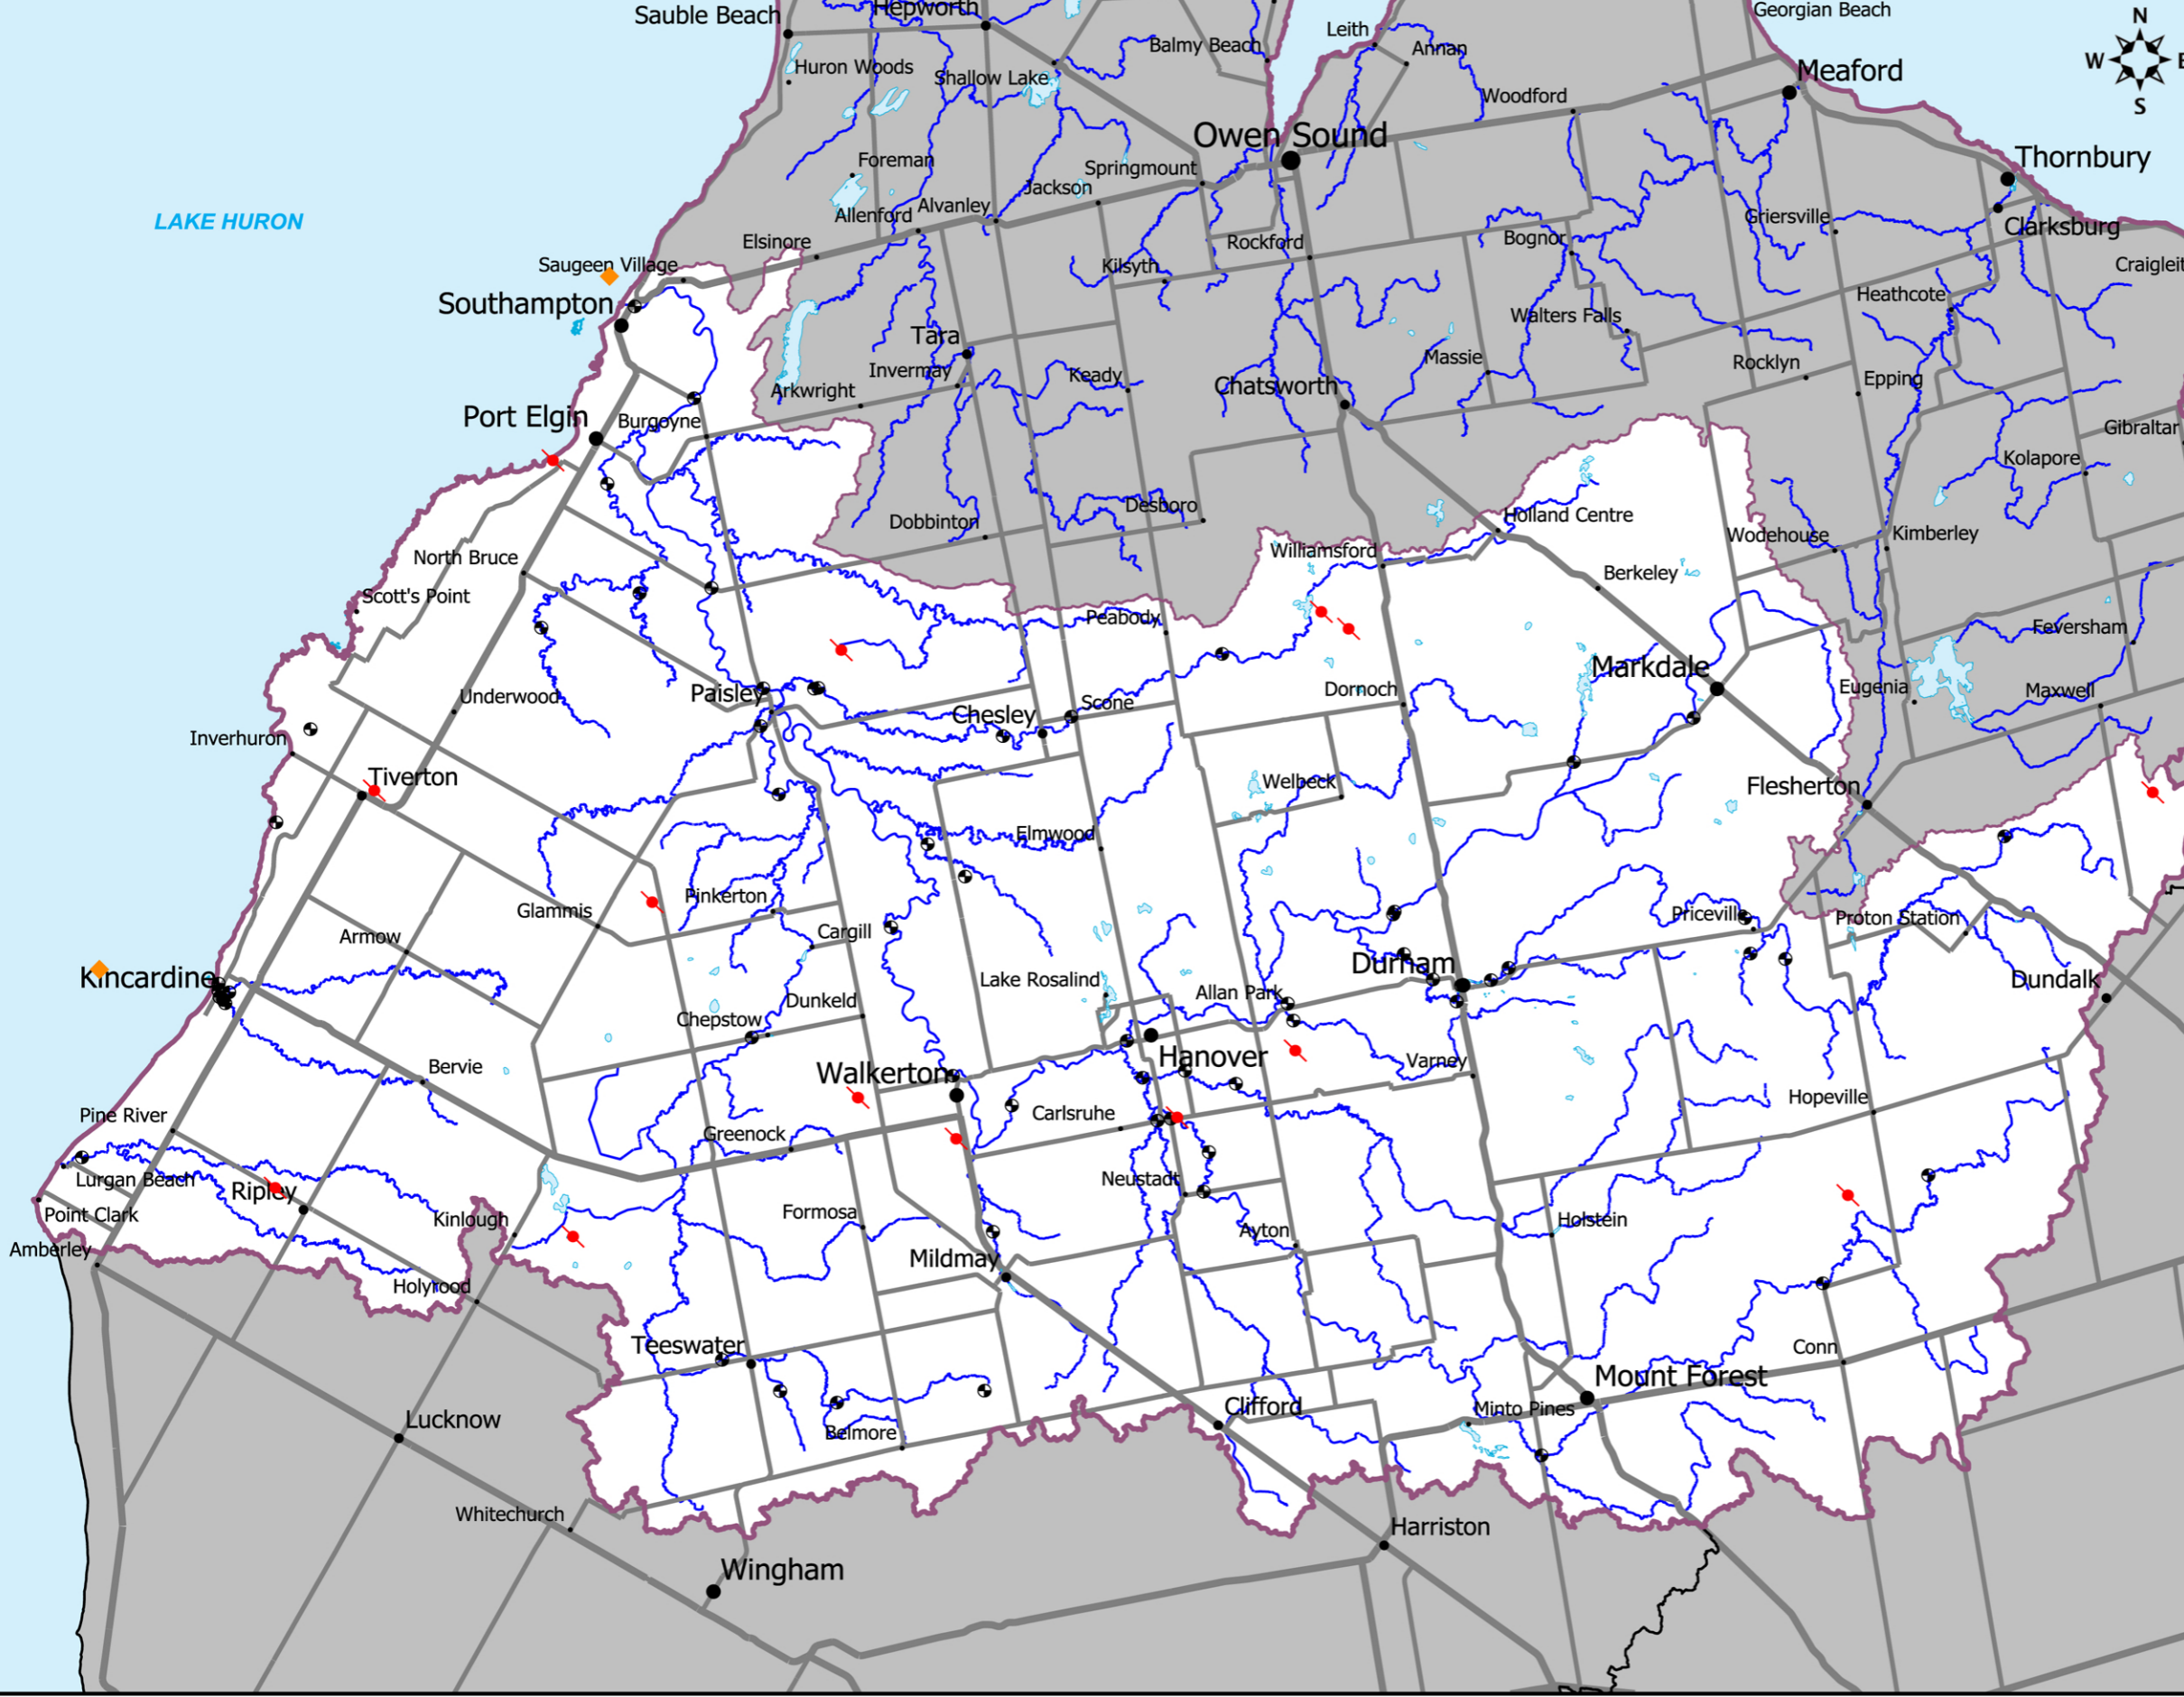 Sauble Beach
Hepworth
Georgian Beach
N
Leith
Balmy Beach
Annan
W
Huron Woods
Shallow Lake
Meaford
Woodford
S
Owen Sound
Foreman
Springmount
Thornbury
Jackson
LAKE HURON
Allenford
Alvanley
Griersville
Clarksburg
Elsinore
Rockford
Bognor
Saugeen Village
Kilsyth
Craigleit
Southampton
Heathcote
Walters Falls
Tara
Invermay
Keady
Massie
Rocklyn
Epping
Arkwright
Chatsworth
Port Elgin
Burgoyne
Gibraltar
Kolapore
Dobbinton
Desboro
Holland Centre
Wodehouse
Kimberley
North Bruce
Williamsford
Berkeley
Scott's Point
Peabody
Feversham
Underwood
Paisley
Chesley
Scone
Dornoch
Markdale
Eugenia
Maxwell
Inverhuron
Tiverton
Welbeck
Flesherton
Elmwood
Glammis
Pinkerton
Priceville
Proton Station
Armow
Cargill
Kincardine
Lake Rosalind
Allan Park
Durham
Dundalk
Dunkeld
Chepstow
Bervie
Walkerton
Hanover
Varney
Pine River
Carlsruhe
Hopeville
Greenock
Lurgan Beach
Ripley
Neustadt
Point Clark
Kinlough
Formosa
Ayton
Holstein
Amberley
Mildmay
Holyrood
Teeswater
Conn
Mount Forest
Lucknow
Belmore
Clifford
Minto Pines
Whitechurch
Harriston
Wingham